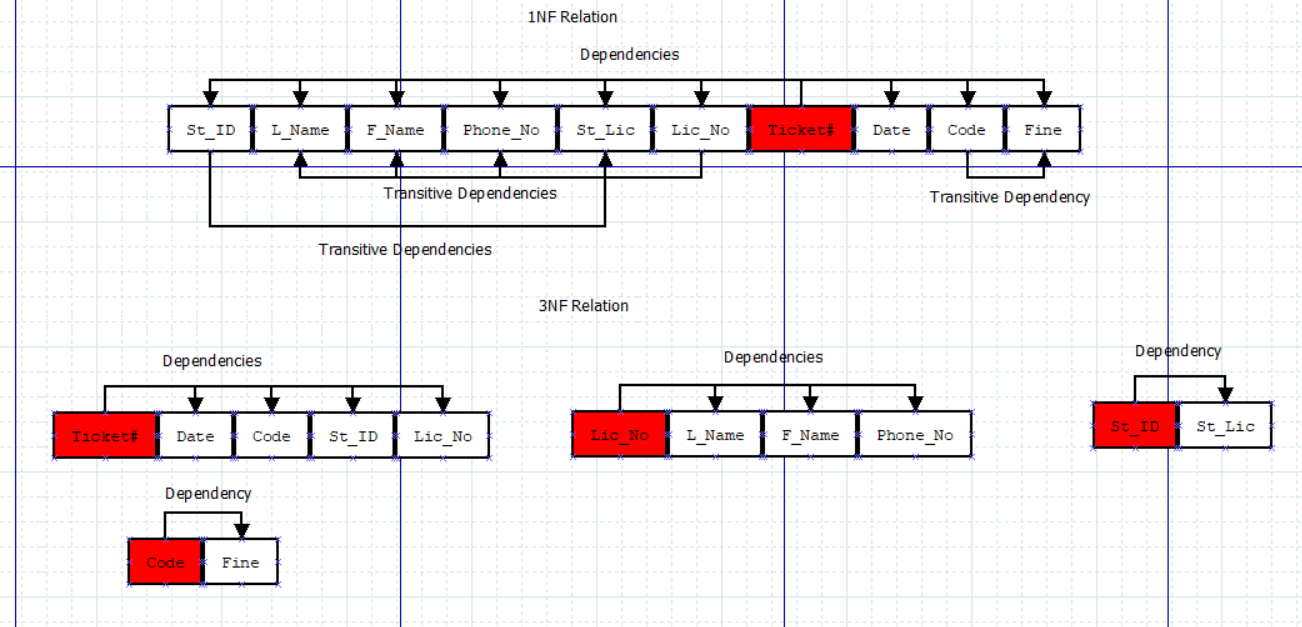 1NF Relation
Dependencies
St_ID L_Name F_Name Phone_No St_Lic Lic_No Ticket# Date Code Fine
Transitive Dependencies
Transitive Dependency
Transitive Dependencies
3NF Relation
Dependency
Dependencies
Dependencies
St_ID St_Lic
Lic_No L_Name F_Name Phone_No
Ticket# Date Code St_ID Lic_No
Dependency
Code Fine